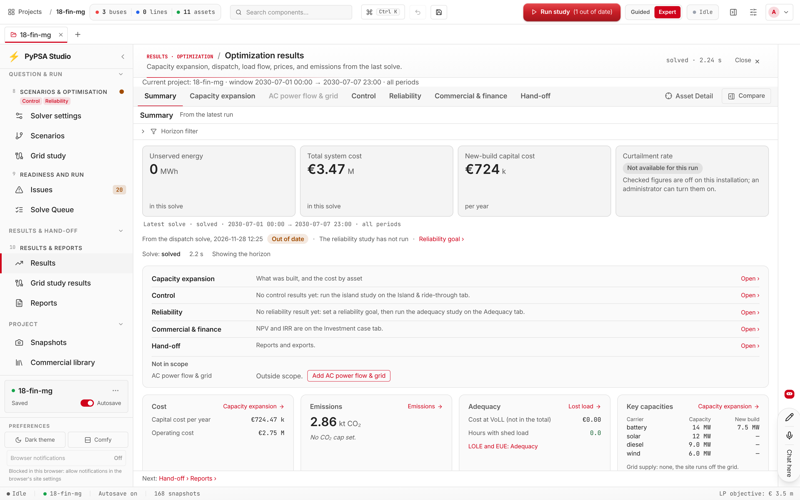 Projects / 18-fin-mg
3 buses 0 lines 11 assets
Search components...
Ctrl K
Run study (1 out of date)
Guided Expert
Idle
A
18-fin-mg × +
PyPSA Studio
QUESTION & RUN
SCENARIOS & OPTIMISATION
Control Reliability
Solver settings
Scenarios
Grid study
READINESS AND RUN
Issues 20
Solve Queue
RESULTS & HAND-OFF
RESULTS & REPORTS
Results
Grid study results
Reports
PROJECT
Snapshots
Commercial library
18-fin-mg ...
Saved Autosave
PREFERENCES
Dark theme Comfy
Browser notifications Off
Blocked in this browser: allow notifications in the browser's site settings
RESULTS · OPTIMIZATION / Optimization results
Capacity expansion, dispatch, load flow, prices, and emissions from the last solve.
solved · 2.24 s Close ×
Current project: 18-fin-mg · window 2030-07-01 00:00 → 2030-07-07 23:00 · all periods
Summary Capacity expansion AC power flow & grid Control Reliability Commercial & finance Hand-off
Asset Detail Compare
Summary From the latest run
Horizon filter
Unserved energy
0 MWh
in this solve
Total system cost
€3.47 M
in this solve
New-build capital cost
€724 k
per year
Curtailment rate
Not available for this run
Checked figures are off on this installation; an administrator can turn them on.
Latest solve · solved · 2030-07-01 00:00 → 2030-07-07 23:00 · all periods
From the dispatch solve, 2026-11-28 12:25 Out of date · The reliability study has not run · Reliability goal ›
Solve: solved 2.2 s Showing the horizon
Capacity expansion What was built, and the cost by asset Open ›
Control No control results yet: run the island study on the Island & ride-through tab. Open ›
Reliability No reliability result yet: set a reliability goal, then run the adequacy study on the Adequacy tab. Open ›
Commercial & finance NPV and IRR are on the Investment case tab. Open ›
Hand-off Reports and exports. Open ›
Not in scope
AC power flow & grid Outside scope. Add AC power flow & grid
Cost Capacity expansion →
Capital cost per year €724.47 k
Operating cost €2.75 M
Emissions Emissions →
2.86 kt CO₂
No CO₂ cap set.
Adequacy Lost load →
Cost at VoLL (not in the total) €0.00
Hours with shed load 0.0
LOLE and EUE: Adequacy
Key capacities Capacity expansion →
Carrier Capacity New build
battery 14 MW 7.5 MW
solar 12 MW —
diesel 9.0 MW —
wind 6.0 MW —
Grid supply: none, the site runs off the grid.
Next: Hand-off › Reports ›
Chat here
Idle 18-fin-mg Autosave on · 168 snapshots
LP objective: € 3.5 m